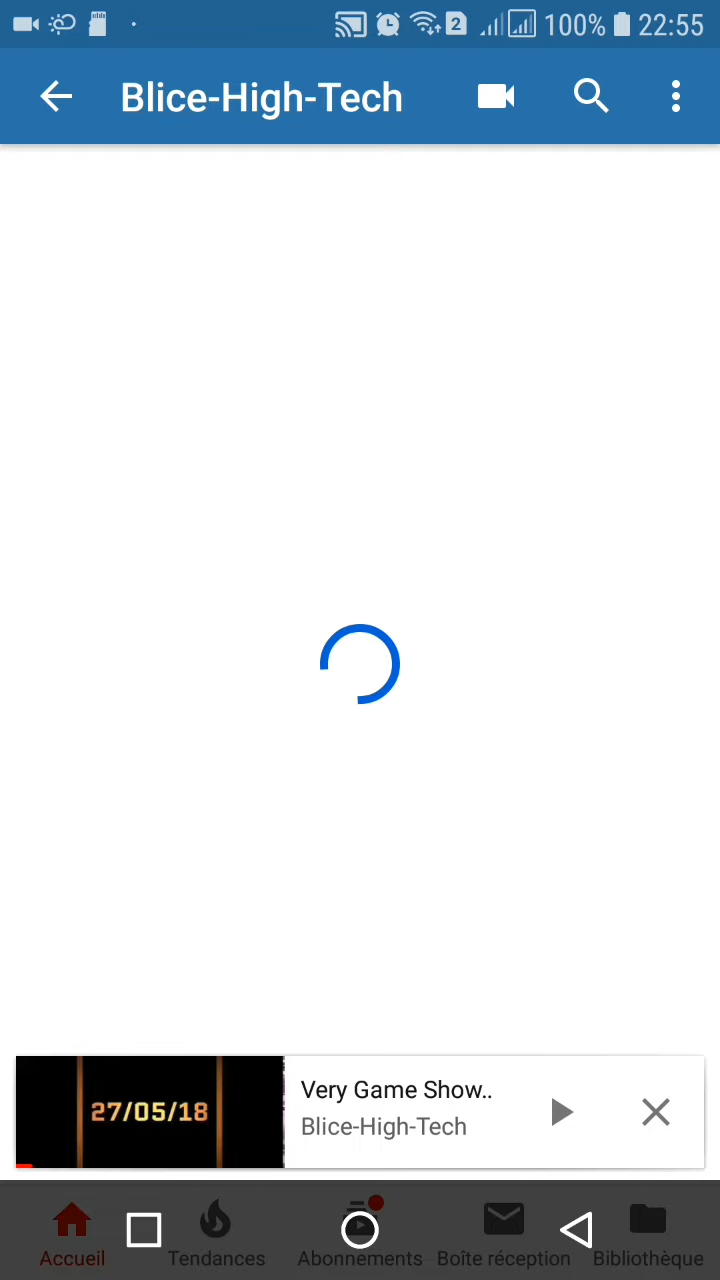 2 100% 22:55
Blice-High-Tech
27/05/18
Very Game Show..
Blice-High-Tech
Accueil Tendances Abonnements Boîte réception Bibliothèque